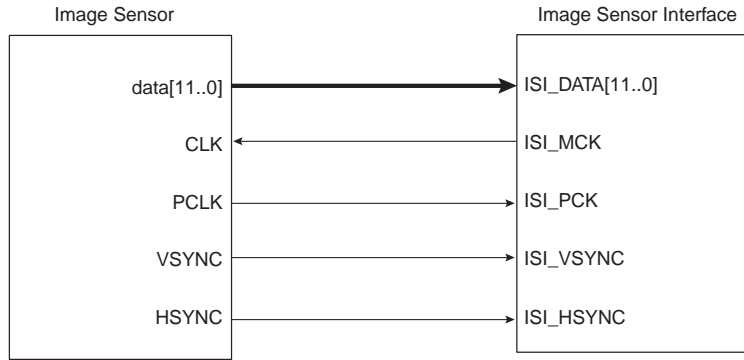 Image Sensor
Image Sensor Interface
data[11..0]
ISI_DATA[11..0]
CLK
ISI_MCK
PCLK
ISI_PCK
VSYNC
ISI_VSYNC
HSYNC
ISI_HSYNC